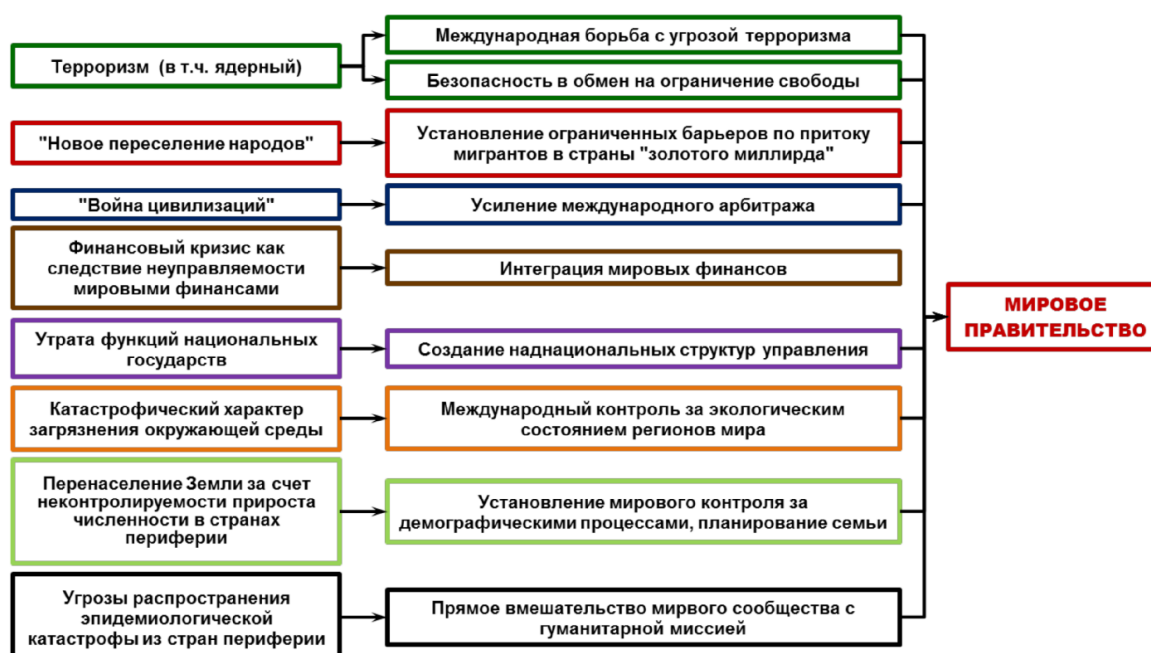 Терроризм (в т.ч. ядерный)
Международная борьба с угрозой терроризма
Безопасность в обмен на ограничение свободы
"Новое переселение народов"
Установление ограниченных барьеров по притоку
мигрантов в страны "золотого миллирда"
"Война цивилизаций"
Усиление международного арбитража
Финансовый кризис как
следствие неуправляемости
мировыми финансами
Интеграция мировых финансов
Утрата функций национальных
государств
Создание наднациональных структур управления
Катастрофический характер
загрязнения окружающей среды
Международный контроль за экологическим
состоянием регионов мира
Перенаселение Земли за счет
неконтролируемости прироста
численности в странах
периферии
Установление мирового контроля за
демографическими процессами, планирование семьи
Угрозы распространения
эпидемиологической
катастрофы из стран периферии
Прямое вмешательство мирвого сообщества с
гуманитарной миссией
МИРОВОЕ
ПРАВИТЕЛЬСТВО